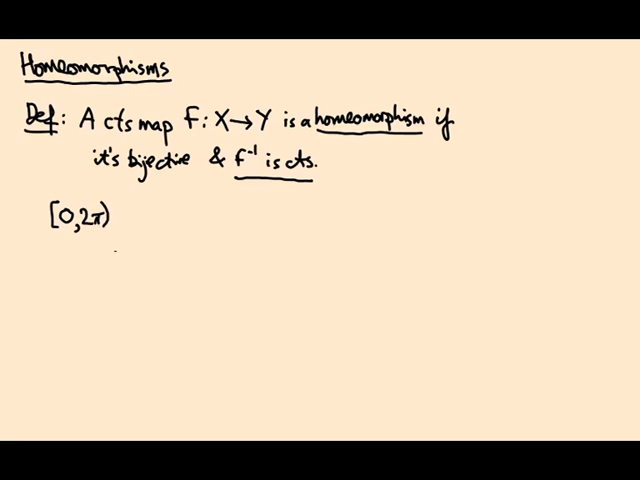 Homeomorphisms
Def: A cts map F: X→Y is a homeomorphism if
it's bijective & F⁻¹ is cts.
[0,2π)